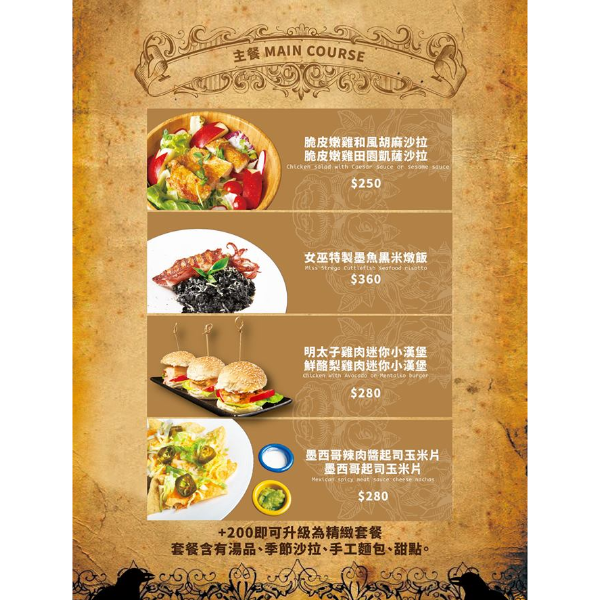 主餐 MAIN COURSE
脆皮嫩雞和風胡麻沙拉
脆皮嫩雞田園凱薩沙拉
Chicken salad with Caesar sauce or sesame sauce
$250
女巫特製墨魚黑米燉飯
Miss Strega Cuttlefish seafood risotto
$360
明太子雞肉迷你小漢堡
鮮酪梨雞肉迷你小漢堡
Chicken with Avocado or Mentaiko burger
$280
墨西哥辣肉醬起司玉米片
墨西哥起司玉米片
Mexican spicy meat sauce cheese nachos
$280
+200即可升級為精緻套餐
套餐含有湯品、季節沙拉、手工麵包、甜點。